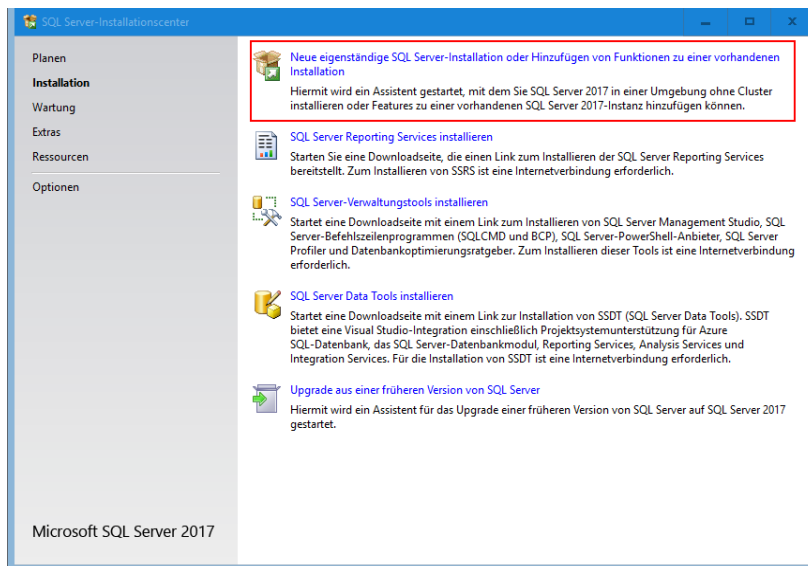 SQL Server-Installationscenter
Planen
Installation
Wartung
Extras
Ressourcen
Optionen
Neue eigenständige SQL Server-Installation oder Hinzufügen von Funktionen zu einer vorhandenen
Installation
Hiermit wird ein Assistent gestartet, mit dem Sie SQL Server 2017 in einer Umgebung ohne Cluster
installieren oder Features zu einer vorhandenen SQL Server 2017-Instanz hinzufügen können.
SQL Server Reporting Services installieren
Starten Sie eine Downloadseite, die einen Link zum Installieren der SQL Server Reporting Services
bereitstellt. Zum Installieren von SSRS ist eine Internetverbindung erforderlich.
SQL Server-Verwaltungstools installieren
Startet eine Downloadseite mit einem Link zum Installieren von SQL Server Management Studio, SQL
Server-Befehlszeilenprogrammen (SQLCMD und BCP), SQL Server-PowerShell-Anbieter, SQL Server
Profiler und Datenbankoptimierungsratgeber. Zum Installieren dieser Tools ist eine Internetverbindung
erforderlich.
SQL Server Data Tools installieren
Startet eine Downloadseite mit einem Link zur Installation von SSDT (SQL Server Data Tools). SSDT
bietet eine Visual Studio-Integration einschließlich Projektsystemunterstützung für Azure
SQL-Datenbank, das SQL Server-Datenbankmodul, Reporting Services, Analysis Services und
Integration Services. Für die Installation von SSDT ist eine Internetverbindung erforderlich.
Upgrade aus einer früheren Version von SQL Server
Hiermit wird ein Assistent für das Upgrade einer früheren Version von SQL Server auf SQL Server 2017
gestartet.
Microsoft SQL Server 2017